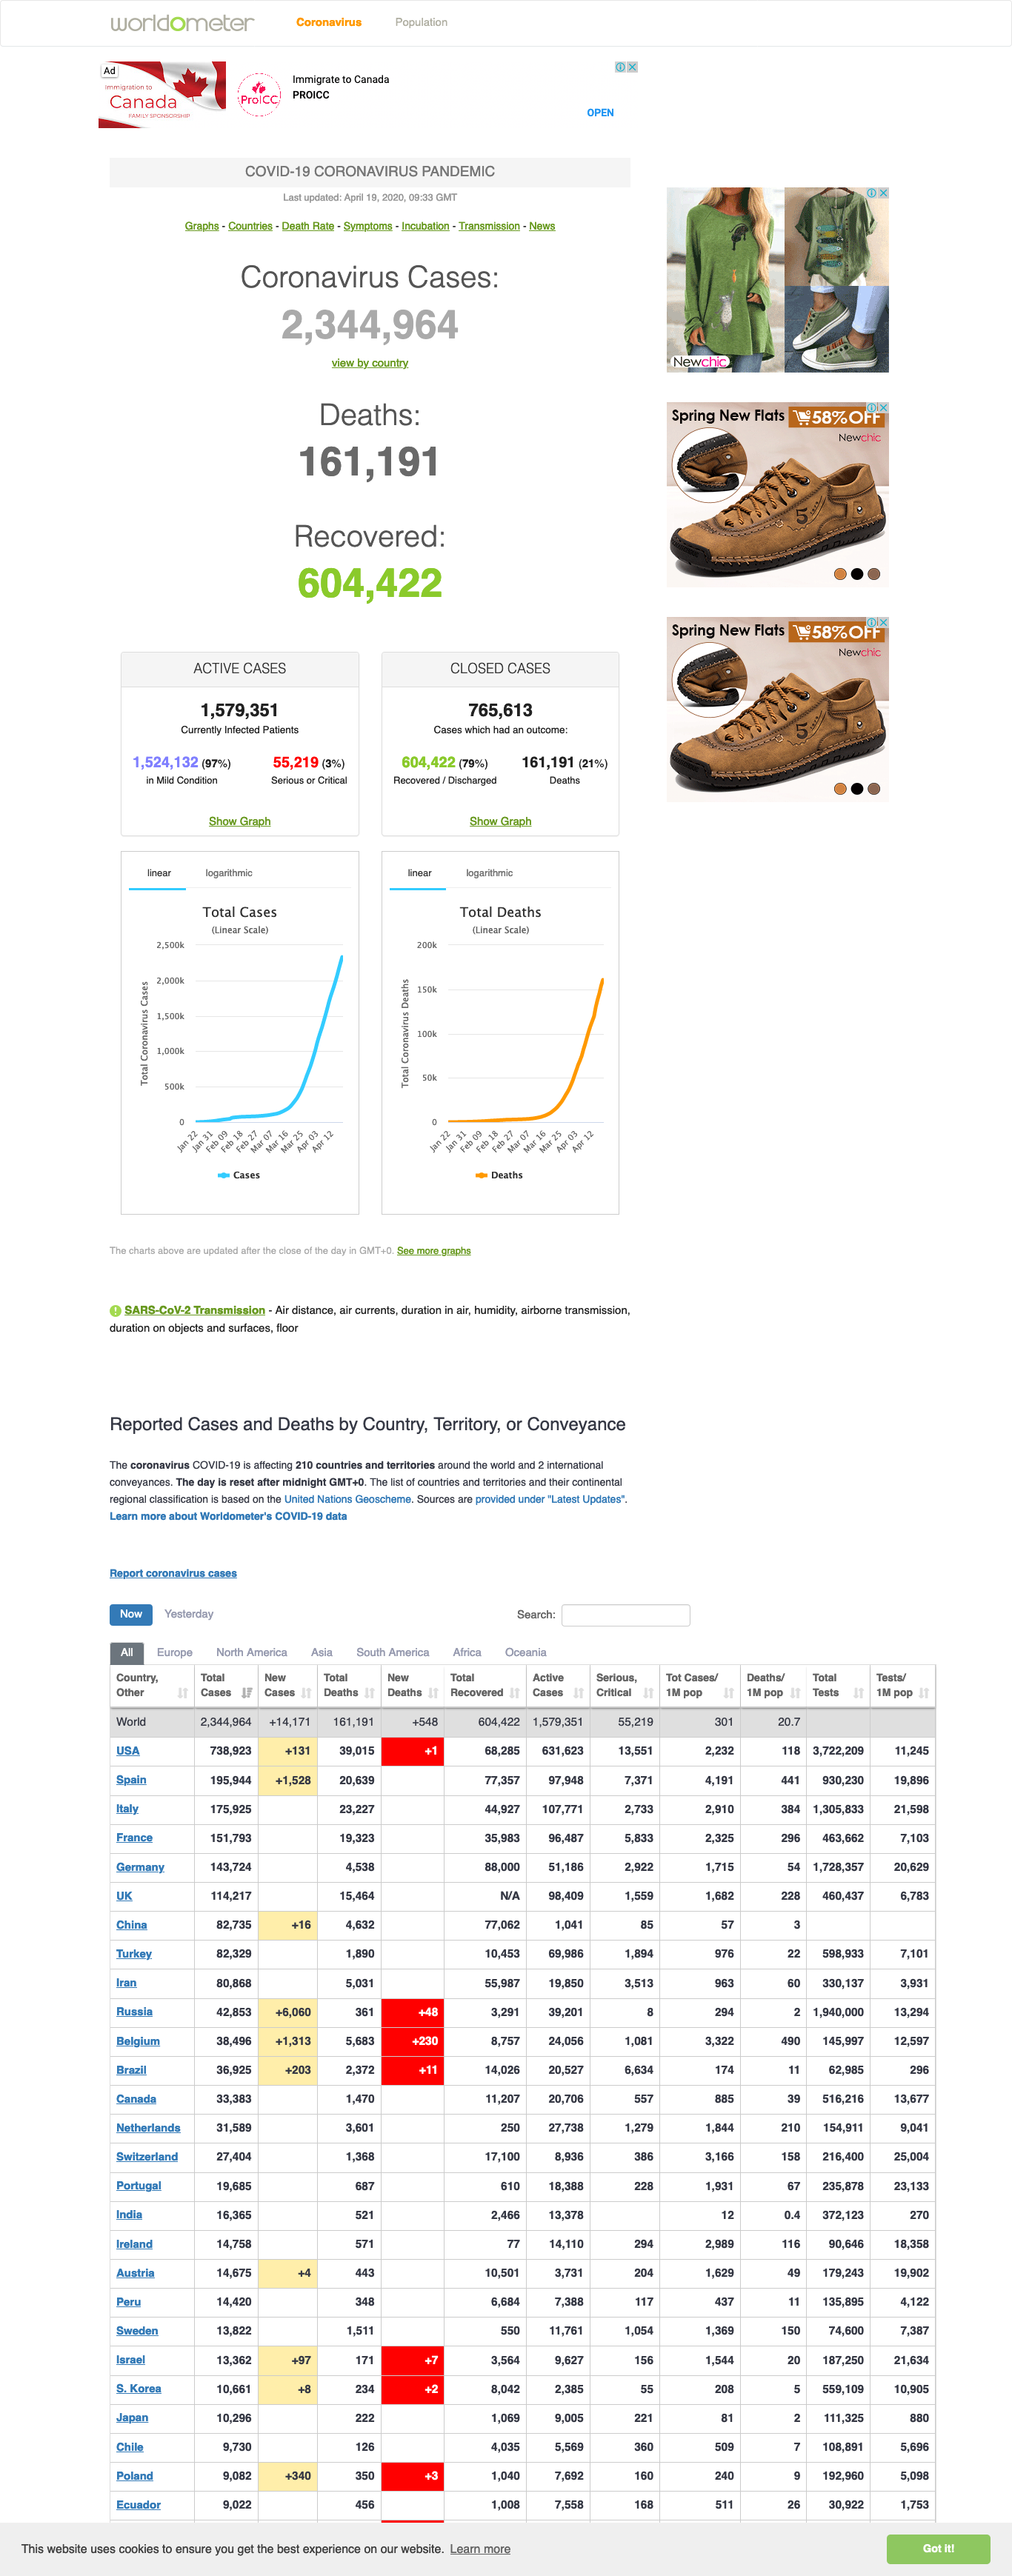 worldometer Coronavirus Population
Ad
Immigration to
Canada
FAMILY SPONSORSHIP
ProICC
Immigrate to Canada
PROICC
OPEN
COVID-19 CORONAVIRUS PANDEMIC
Last updated: April 19, 2020, 09:33 GMT
Graphs - Countries - Death Rate - Symptoms - Incubation - Transmission - News
Coronavirus Cases:
2,344,964
view by country
Deaths:
161,191
Recovered:
604,422
Newchic
Spring New Flats 58%OFF
Newchic
5
Spring New Flats 58%OFF
Newchic
5
ACTIVE CASES
1,579,351
Currently Infected Patients
1,524,132 (97%)
in Mild Condition
55,219 (3%)
Serious or Critical
Show Graph
CLOSED CASES
765,613
Cases which had an outcome:
604,422 (79%)
Recovered / Discharged
161,191 (21%)
Deaths
Show Graph
linear logarithmic
Total Cases
(Linear Scale)
Total Coronavirus Cases
2,500k
2,000k
1,500k
1,000k
500k
0
Jan 22 Jan 31 Feb 09 Feb 18 Feb 27 Mar 07 Mar 16 Mar 25 Apr 03 Apr 12
Cases
linear logarithmic
Total Deaths
(Linear Scale)
Total Coronavirus Deaths
200k
150k
100k
50k
0
Jan 22 Jan 31 Feb 09 Feb 18 Feb 27 Mar 07 Mar 16 Mar 25 Apr 03 Apr 12
Deaths
The charts above are updated after the close of the day in GMT+0. See more graphs
SARS-CoV-2 Transmission - Air distance, air currents, duration in air, humidity, airborne transmission,
duration on objects and surfaces, floor
Reported Cases and Deaths by Country, Territory, or Conveyance
The coronavirus COVID-19 is affecting 210 countries and territories around the world and 2 international
conveyances. The day is reset after midnight GMT+0. The list of countries and territories and their continental
regional classification is based on the United Nations Geoscheme. Sources are provided under "Latest Updates".
Learn more about Worldometer's COVID-19 data
Report coronavirus cases
Now Yesterday Search:
All Europe North America Asia South America Africa Oceania
Country, Total New Total New Total Active Serious, Tot Cases/ Deaths/ Total Tests/
Other Cases Cases Deaths Deaths Recovered Cases Critical 1M pop 1M pop Tests 1M pop
World 2,344,964 +14,171 161,191 +548 604,422 1,579,351 55,219 301 20.7
USA 738,923 +131 39,015 +1 68,285 631,623 13,551 2,232 118 3,722,209 11,245
Spain 195,944 +1,528 20,639 77,357 97,948 7,371 4,191 441 930,230 19,896
Italy 175,925 23,227 44,927 107,771 2,733 2,910 384 1,305,833 21,598
France 151,793 19,323 35,983 96,487 5,833 2,325 296 463,662 7,103
Germany 143,724 4,538 88,000 51,186 2,922 1,715 54 1,728,357 20,629
UK 114,217 15,464 N/A 98,409 1,559 1,682 228 460,437 6,783
China 82,735 +16 4,632 77,062 1,041 85 57 3
Turkey 82,329 1,890 10,453 69,986 1,894 976 22 598,933 7,101
Iran 80,868 5,031 55,987 19,850 3,513 963 60 330,137 3,931
Russia 42,853 +6,060 361 +48 3,291 39,201 8 294 2 1,940,000 13,294
Belgium 38,496 +1,313 5,683 +230 8,757 24,056 1,081 3,322 490 145,997 12,597
Brazil 36,925 +203 2,372 +11 14,026 20,527 6,634 174 11 62,985 296
Canada 33,383 1,470 11,207 20,706 557 885 39 516,216 13,677
Netherlands 31,589 3,601 250 27,738 1,279 1,844 210 154,911 9,041
Switzerland 27,404 1,368 17,100 8,936 386 3,166 158 216,400 25,004
Portugal 19,685 687 610 18,388 228 1,931 67 235,878 23,133
India 16,365 521 2,466 13,378 12 0.4 372,123 270
Ireland 14,758 571 77 14,110 294 2,989 116 90,646 18,358
Austria 14,675 +4 443 10,501 3,731 204 1,629 49 179,243 19,902
Peru 14,420 348 6,684 7,388 117 437 11 135,895 4,122
Sweden 13,822 1,511 550 11,761 1,054 1,369 150 74,600 7,387
Israel 13,362 +97 171 +7 3,564 9,627 156 1,544 20 187,250 21,634
S. Korea 10,661 +8 234 +2 8,042 2,385 55 208 5 559,109 10,905
Japan 10,296 222 1,069 9,005 221 81 2 111,325 880
Chile 9,730 126 4,035 5,569 360 509 7 108,891 5,696
Poland 9,082 +340 350 +3 1,040 7,692 160 240 9 192,960 5,098
Ecuador 9,022 456 1,008 7,558 168 511 26 30,922 1,753
This website uses cookies to ensure you get the best experience on our website. Learn more Got it!